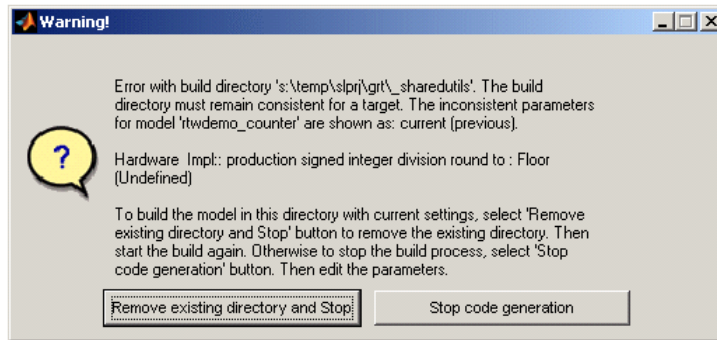 Warning!
Error with build directory 's:\temp\slprj\grt\_sharedutils'. The build
directory must remain consistent for a target. The inconsistent parameters
for model 'rtwdemo_counter' are shown as: current (previous).
Hardware Impl:: production signed integer division round to : Floor
(Undefined)
To build the model in this directory with current settings, select 'Remove
existing directory and Stop' button to remove the existing directory. Then
start the build again. Otherwise to stop the build process, select 'Stop
code generation' button. Then edit the parameters.
Remove existing directory and Stop
Stop code generation